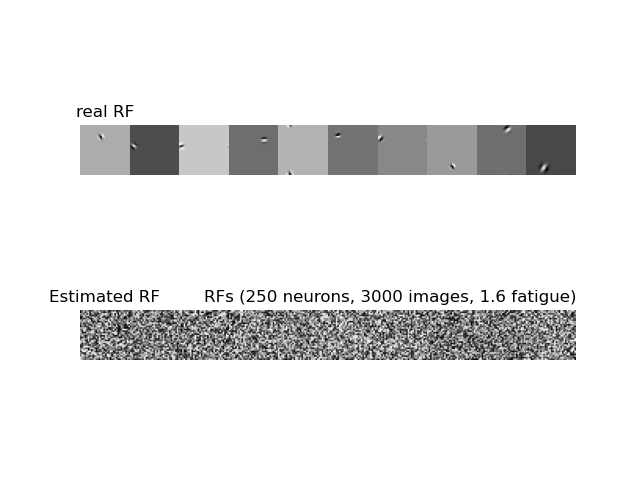 real RF
Estimated RF
RFs (250 neurons, 3000 images, 1.6 fatigue)